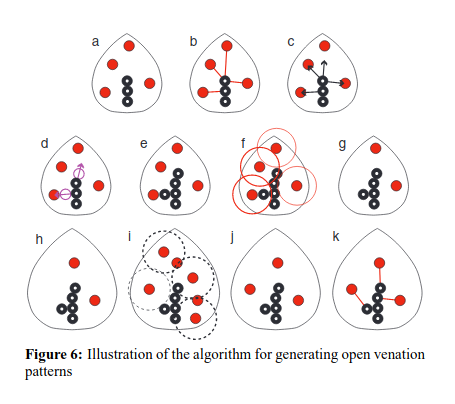 a b c
d e f g
h i j k
Figure 6: Illustration of the algorithm for generating open venation
patterns